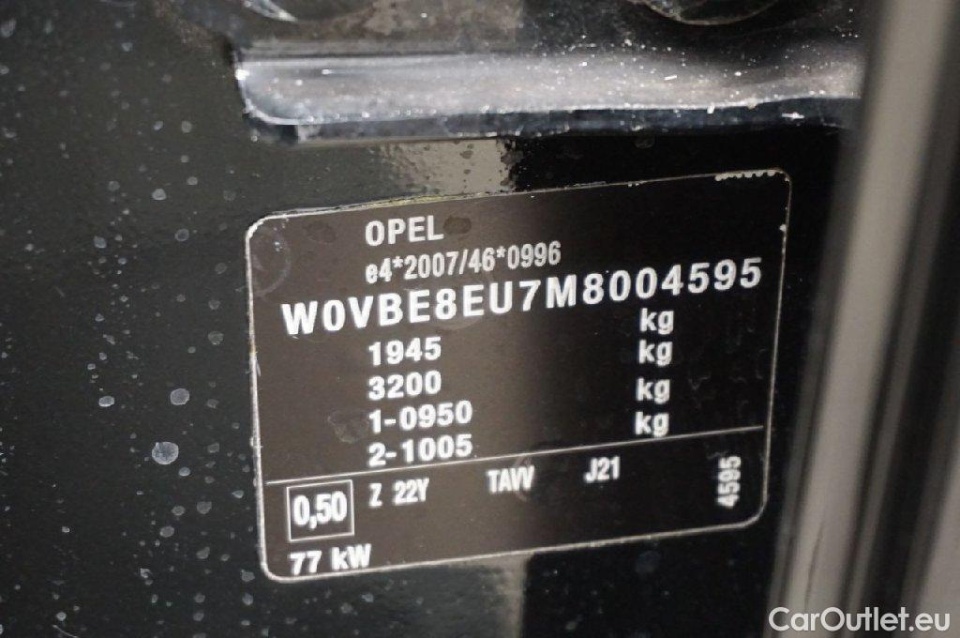 OPEL
e4*2007/46*0996
W0VBE8EU7M8004595
1945 kg
3200 kg
1-0950 kg
2-1005 kg
0,50 Z 22Y TAVV J21 4595
77 kW
CarOutlet.eu